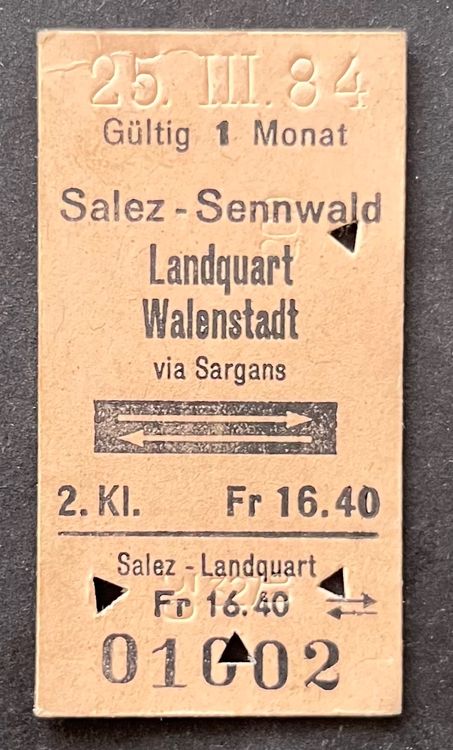 25. III. 84
Gültig 1 Monat
Salez - Sennwald
Landquart
Walenstadt
via Sargans
2. Kl. Fr 16.40
Salez - Landquart
Fr 16.40
01002